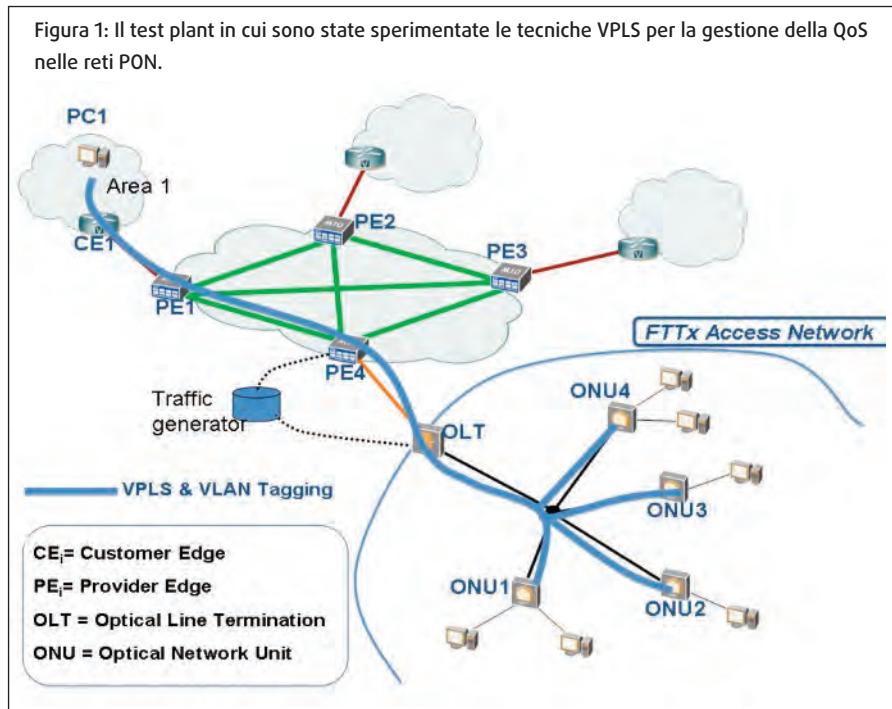 Figura 1: Il test plant in cui sono state sperimentate le tecniche VPLS per la gestione della QoS
nelle reti PON.
PC1
Area 1
CE1
PE2
PE3
PE1
PE4
FTTx Access Network
Traffic
generator
OLT
ONU4
ONU3
ONU1
ONU2
VPLS & VLAN Tagging
CEi= Customer Edge
PEi= Provider Edge
OLT = Optical Line Termination
ONU = Optical Network Unit